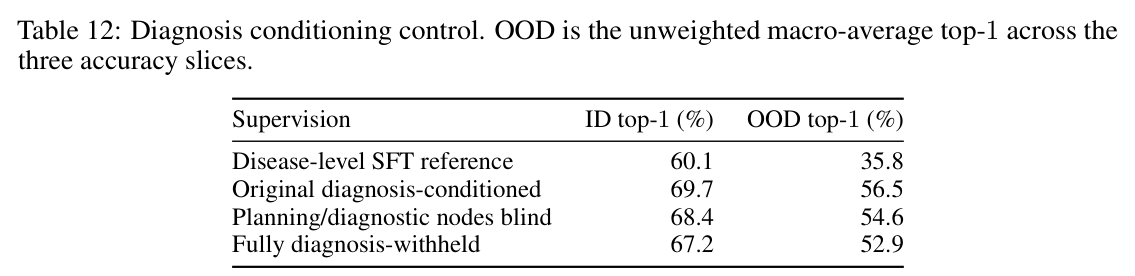 Table 12: Diagnosis conditioning control. OOD is the unweighted macro-average top-1 across the
three accuracy slices.
Supervision ID top-1 (%) OOD top-1 (%)
Disease-level SFT reference 60.1 35.8
Original diagnosis-conditioned 69.7 56.5
Planning/diagnostic nodes blind 68.4 54.6
Fully diagnosis-withheld 67.2 52.9